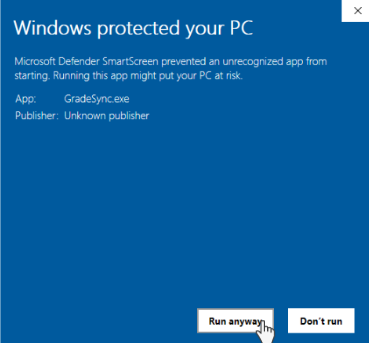 Windows protected your PC
Microsoft Defender SmartScreen prevented an unrecognized app from
starting. Running this app might put your PC at risk.
App: GradeSync.exe
Publisher: Unknown publisher
Run anyway Don't run